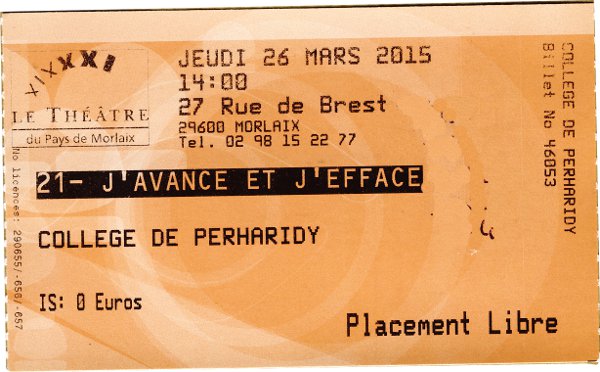 XIXXXI
LE THÉÂTRE
du Pays de Morlaix
JEUDI 26 MARS 2015
14:00
27 Rue de Brest
29600 MORLAIX
Tel. 02 98 15 22 77
21- J'AVANCE ET J'EFFACE
COLLEGE DE PERHARIDY
IS: 0 Euros
Placement Libre
No licences: 290655/-656/-657
COLLEGE DE PERHARIDY
Billet No 46053